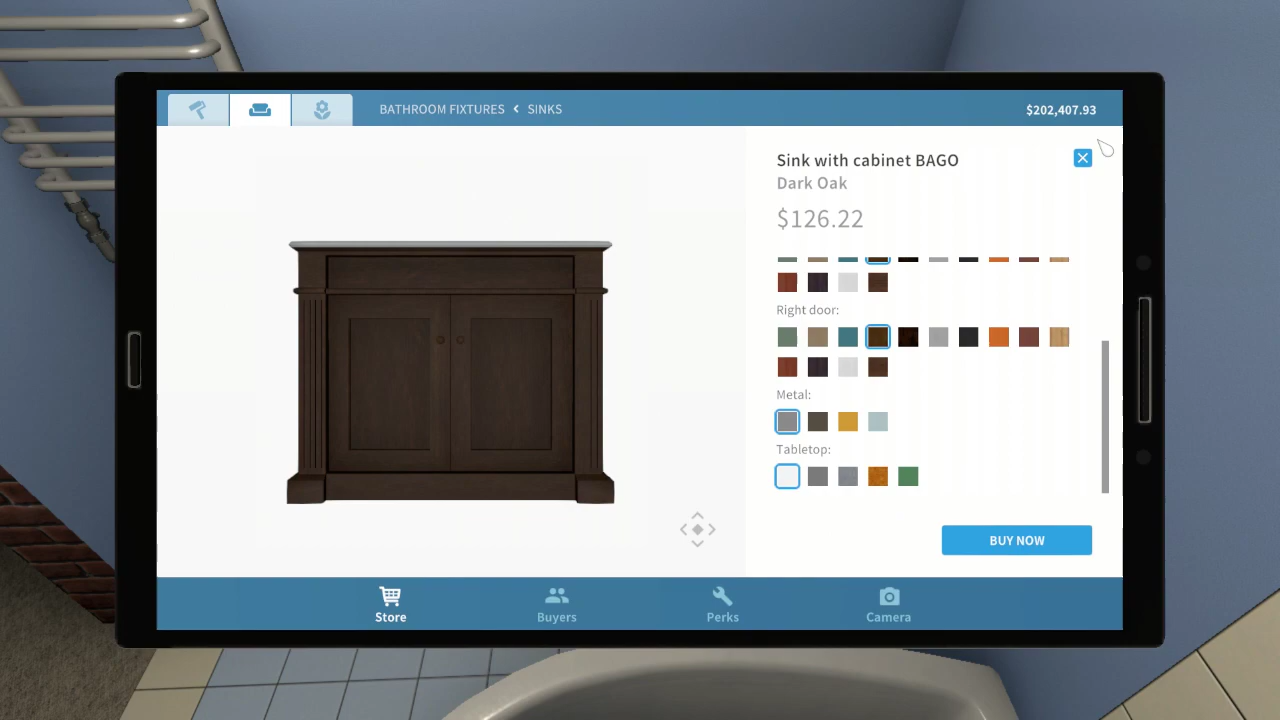 BATHROOM FIXTURES < SINKS
$202,407.93
Sink with cabinet BAGO
Dark Oak
$126.22
Right door:
Metal:
Tabletop:
BUY NOW
Store
Buyers
Perks
Camera